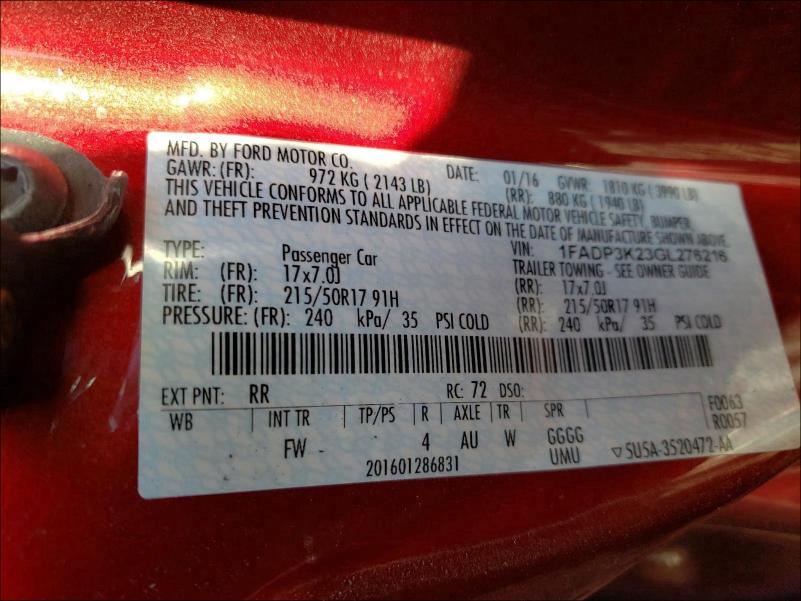 MFD. BY FORD MOTOR CO. DATE: 01/16 GVWR: 1810 KG ( 3990 LB)
GAWR: (FR): 972 KG ( 2143 LB) (RR): 880 KG ( 1940 LB)
THIS VEHICLE CONFORMS TO ALL APPLICABLE FEDERAL MOTOR VEHICLE SAFETY, BUMPER,
AND THEFT PREVENTION STANDARDS IN EFFECT ON THE DATE OF MANUFACTURE SHOWN ABOVE.
VIN: 1FADP3K23GL276216
TYPE: Passenger Car TRAILER TOWING - SEE OWNER GUIDE
RIM: (FR): 17x7.0J (RR): 17x7.0J
TIRE: (FR): 215/50R17 91H (RR): 215/50R17 91H
PRESSURE: (FR): 240 kPa/ 35 PSI COLD (RR): 240 kPa/ 35 PSI COLD
EXT PNT: RR RC: 72 DSO:
WB INT TR TP/PS R AXLE TR SPR F0063
R0057
FW - 4 AU W GGGG
UMU ▽5U5A-3520472-AA
201601286831